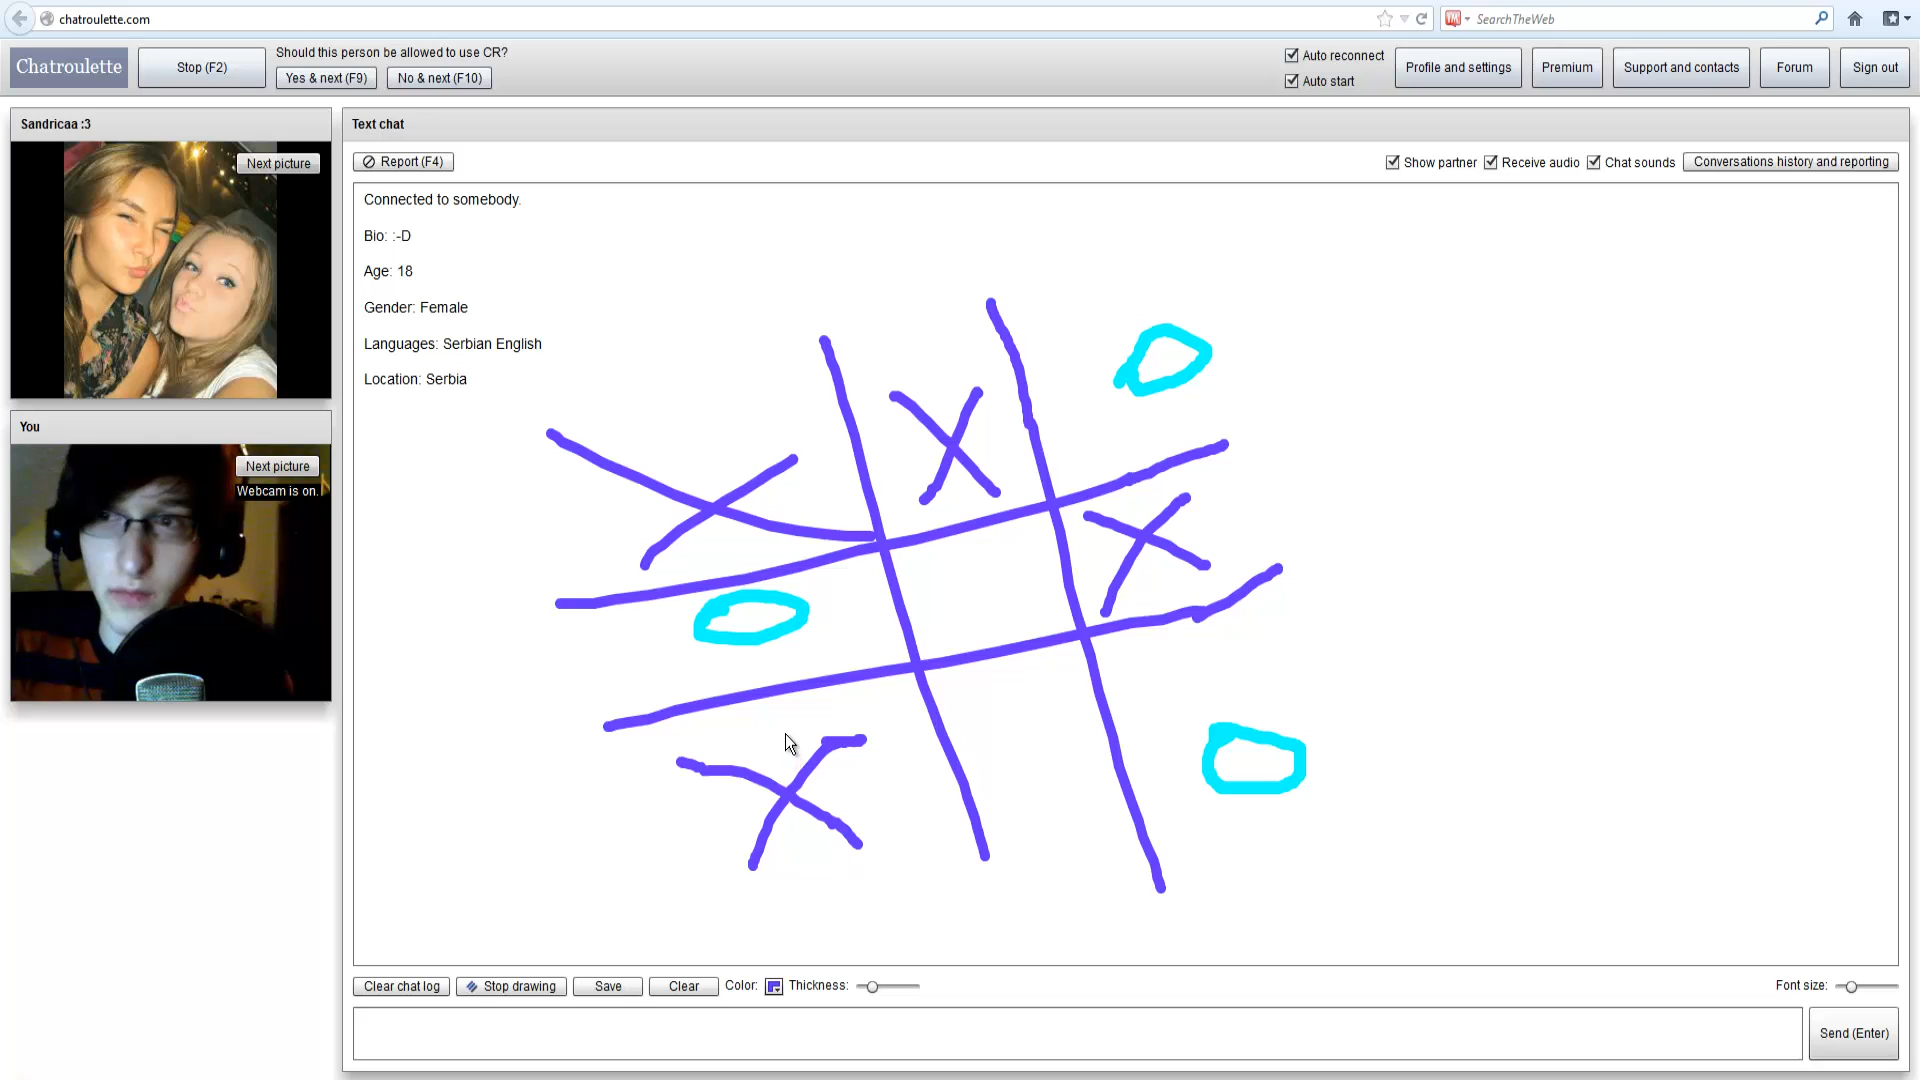 chatroulette.com
SearchTheWeb
Chatroulette
Stop (F2)
Should this person be allowed to use CR?
Yes & next (F9)
No & next (F10)
Auto reconnect
Auto start
Profile and settings
Premium
Support and contacts
Forum
Sign out
Sandricaa :3
Next picture
You
Next picture
Webcam is on.
Text chat
Report (F4)
Show partner
Receive audio
Chat sounds
Conversations history and reporting
Connected to somebody.
Bio: :-D
Age: 18
Gender: Female
Languages: Serbian English
Location: Serbia
X
O
X
X
O
X
O
Clear chat log
Stop drawing
Save
Clear
Color:
Thickness:
Font size:
Send (Enter)